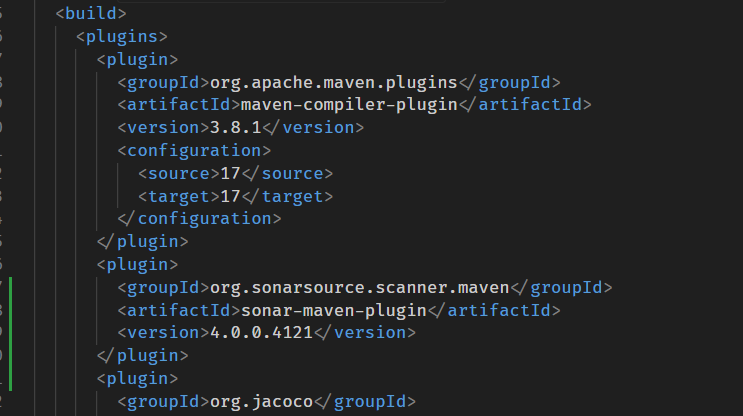 <build>
<plugins>
<plugin>
<groupId>org.apache.maven.plugins</groupId>
<artifactId>maven-compiler-plugin</artifactId>
<version>3.8.1</version>
<configuration>
<source>17</source>
<target>17</target>
</configuration>
</plugin>
<plugin>
<groupId>org.sonarsource.scanner.maven</groupId>
<artifactId>sonar-maven-plugin</artifactId>
<version>4.0.0.4121</version>
</plugin>
<plugin>
<groupId>org.jacoco</groupId>